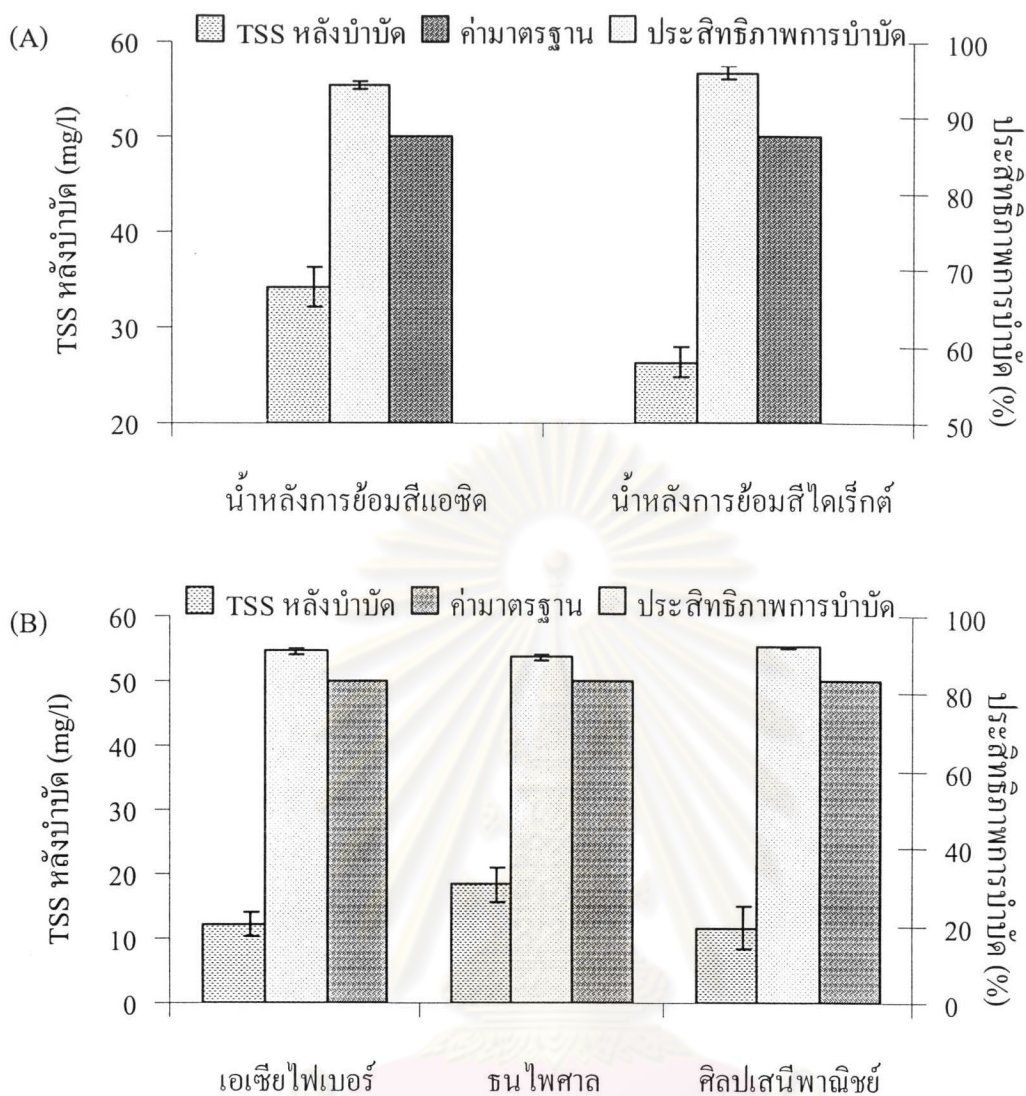 (A)
TSS หลังบำบัด ค่ามาตรฐาน ประสิทธิภาพการบำบัด
TSS หลังบำบัด (mg/l)
60
50
40
30
20
100
90
80
70
60
50
ประสิทธิภาพการบำบัด (%)
น้ำหลังการย้อมสีแอซิด น้ำหลังการย้อมสีไดเร็กต์
(B)
TSS หลังบำบัด ค่ามาตรฐาน ประสิทธิภาพการบำบัด
TSS หลังบำบัด (mg/l)
60
50
40
30
20
10
0
100
80
60
40
20
0
ประสิทธิภาพการบำบัด (%)
เอเซียไฟเบอร์ ธนไพศาล ศิลปเสนีพาณิชย์